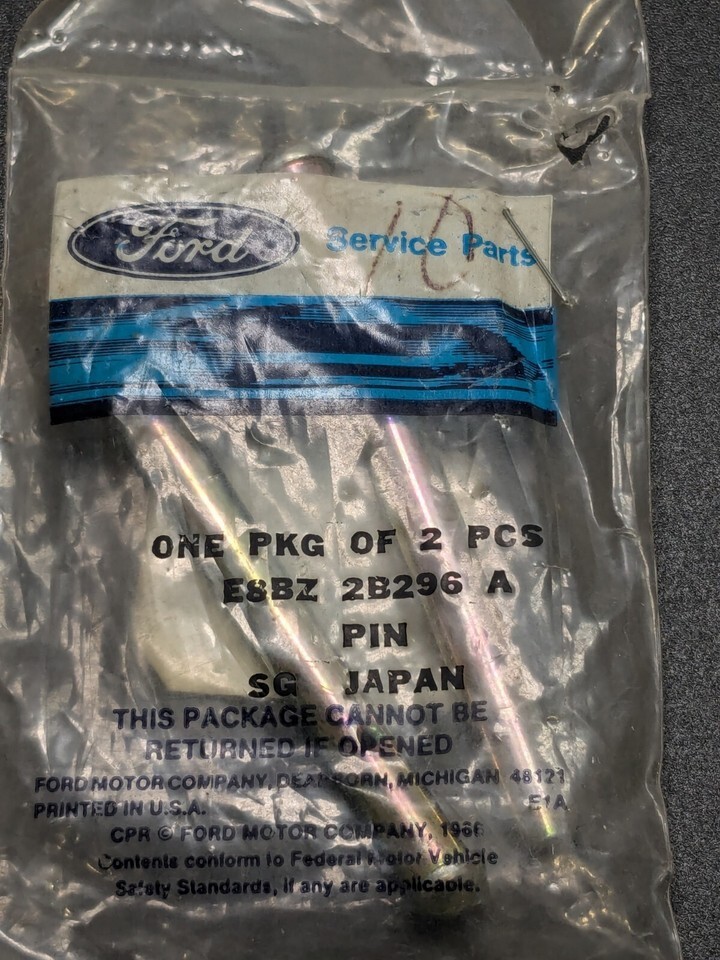 Ford
Service Parts
10
ONE PKG OF 2 PCS
E8BZ 2B296 A
PIN
SG JAPAN
THIS PACKAGE CANNOT BE
RETURNED IF OPENED
FORD MOTOR COMPANY, DEARBORN, MICHIGAN 48121
PRINTED IN U.S.A. E1A
CPR © FORD MOTOR COMPANY, 1966
Contents conform to Federal Motor Vehicle
Safety Standards, if any are applicable.